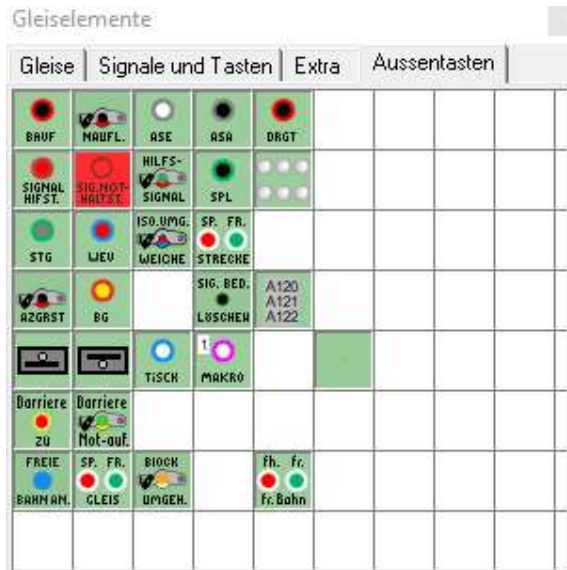 Gleiselemente
Gleise
Signale und Tasten
Extra
Aussentasten
BAVF
MAUFL.
ASE
ASA
DRGT
SIGNAL
HIFST.
SIG.NOT-
HALTST.
HILFS-
SIGNAL
SPL
STG
WEV
ISO.UMG.
WEICHE
SP. FR.
STRECKE
AZGRST
BG
SIG. BED.
LÖSCHEN
A120
A121
A122
TiSCH
1
MAKRO
Barriere
zu
Barriere
Not-auf.
FREIE
BAHN AN.
SP. FR.
GLEIS
BlOCK
UMGEH.
fh. fr.
fr. Bahn